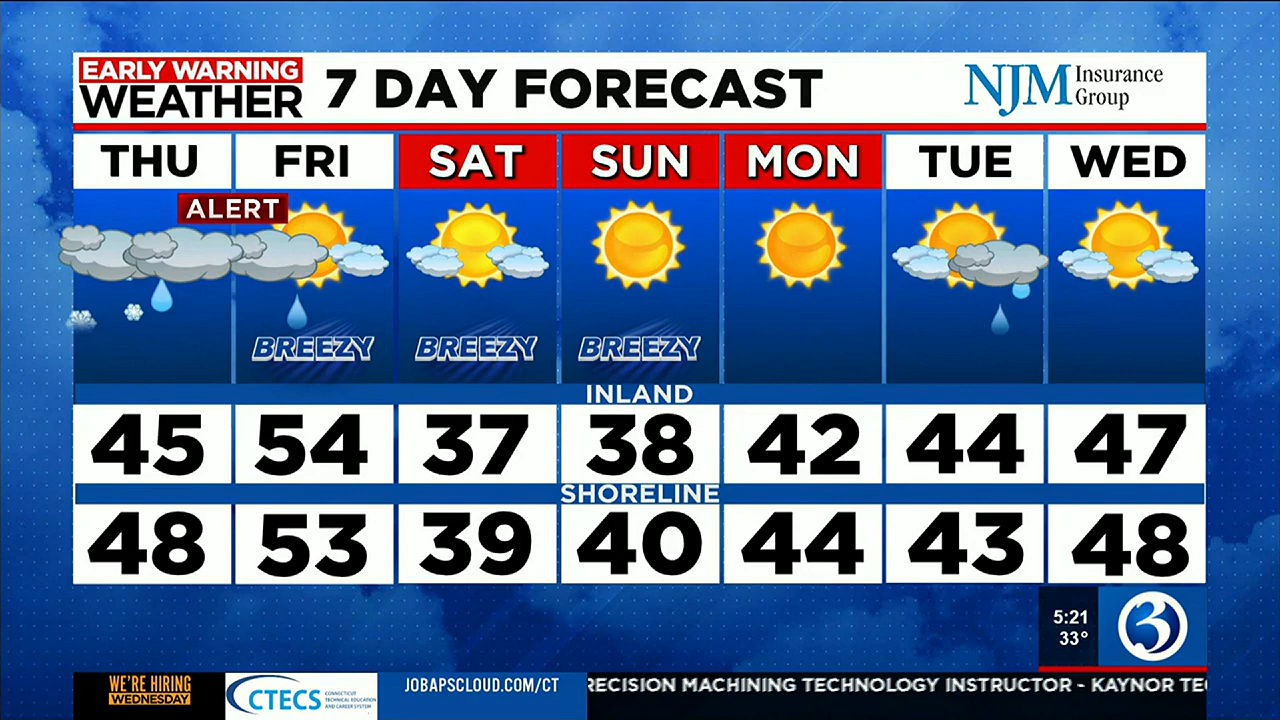 EARLY WARNING
WEATHER
7 DAY FORECAST
NJM Insurance
Group
THU FRI SAT SUN MON TUE WED
ALERT
BREEZY BREEZY BREEZY
INLAND
45 54 37 38 42 44 47
SHORELINE
48 53 39 40 44 43 48
5:21
33°
3
WE'RE HIRING
WEDNESDAY
CTECS
CONNECTICUT
TECHNICAL EDUCATION
AND CAREER SYSTEM
JOBAPSCLOUD.COM/CT
RECISION MACHINING TECHNOLOGY INSTRUCTOR - KAYNOR TE